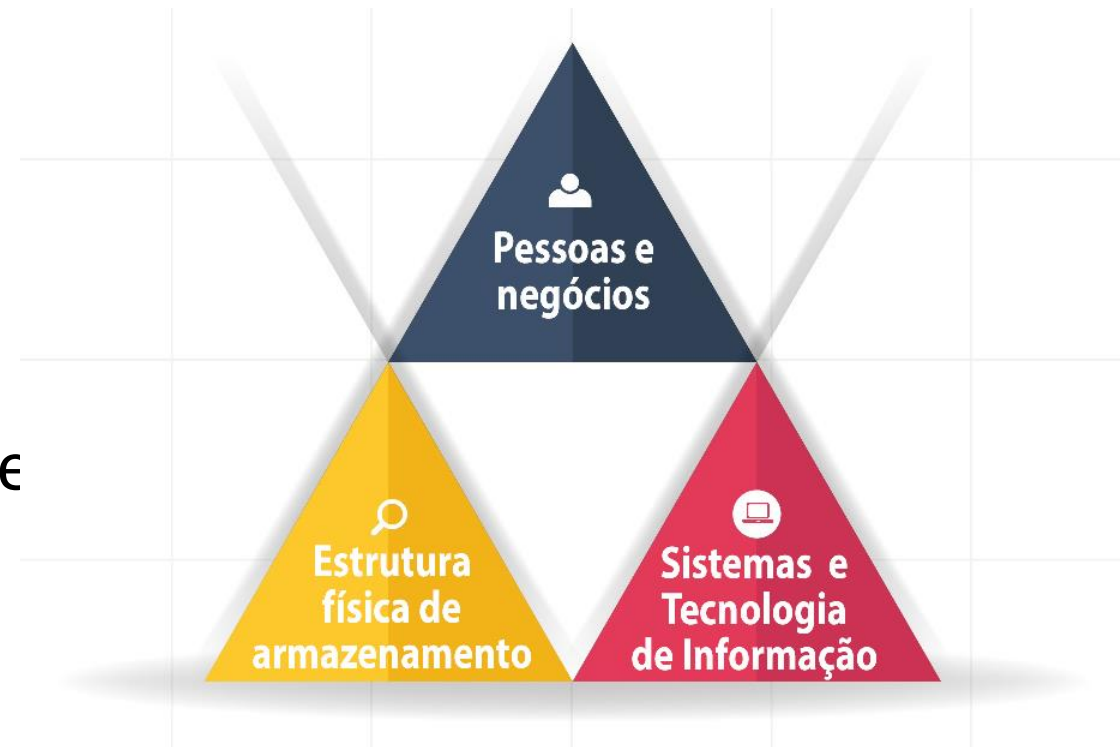 Pessoas e
negócios
e
Estrutura
física de
armazenamento
Sistemas e
Tecnologia
de Informação